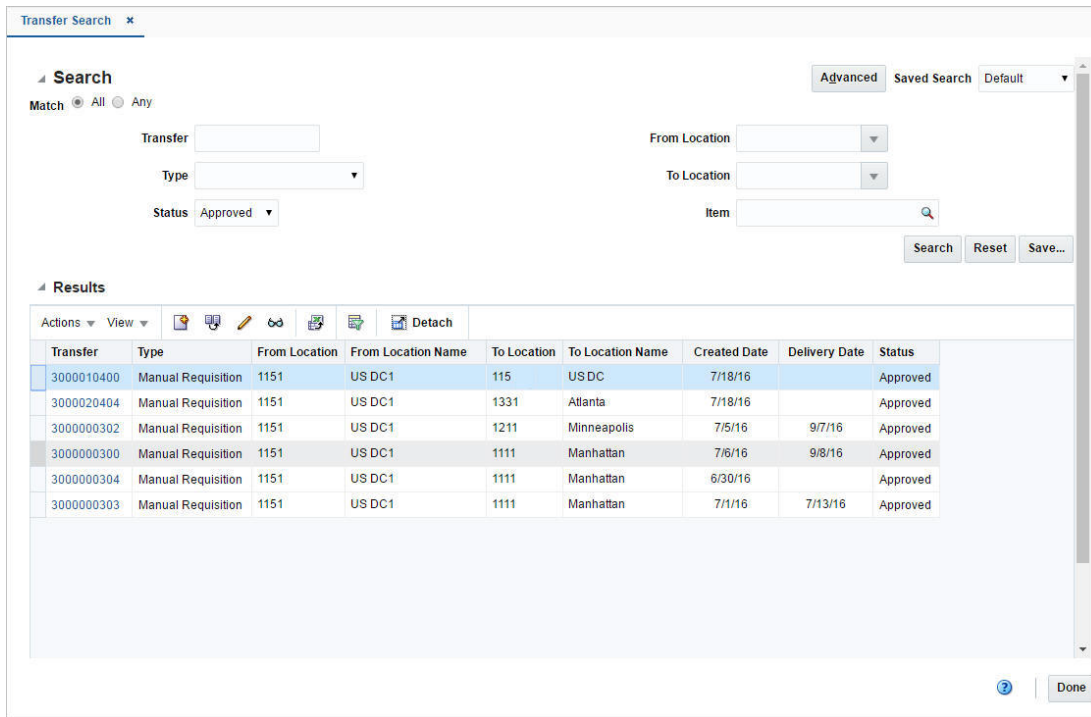 Transfer Search ×
Search
Advanced Saved Search Default
Match All Any
Transfer From Location
Type To Location
Status Approved Item
Search Reset Save...
Results
Actions View Detach
Transfer Type From Location From Location Name To Location To Location Name Created Date Delivery Date Status
3000010400 Manual Requisition 1151 US DC1 115 US DC 7/18/16 Approved
3000020404 Manual Requisition 1151 US DC1 1331 Atlanta 7/18/16 Approved
3000000302 Manual Requisition 1151 US DC1 1211 Minneapolis 7/5/16 9/7/16 Approved
3000000300 Manual Requisition 1151 US DC1 1111 Manhattan 7/6/16 9/8/16 Approved
3000000304 Manual Requisition 1151 US DC1 1111 Manhattan 6/30/16 Approved
3000000303 Manual Requisition 1151 US DC1 1111 Manhattan 7/1/16 7/13/16 Approved
? Done